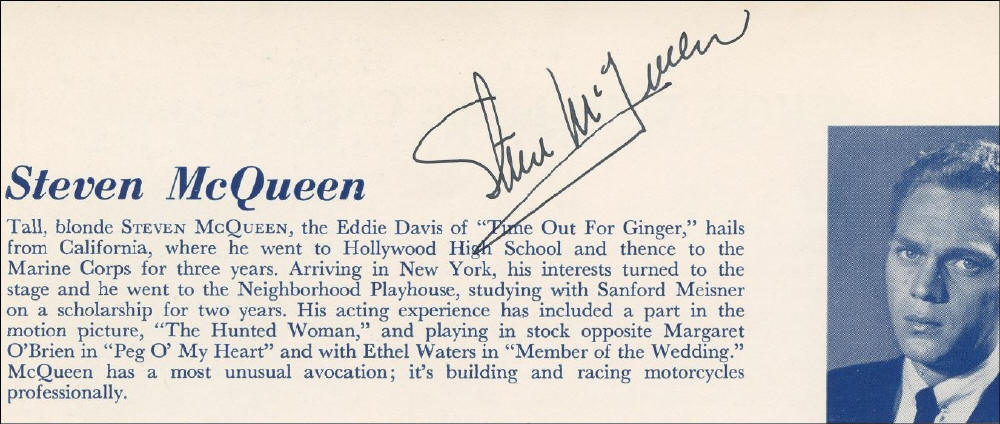 Steve McQueen
Steven McQueen
Tall, blonde STEVEN MCQUEEN, the Eddie Davis of “Time Out For Ginger,” hails
from California, where he went to Hollywood High School and thence to the
Marine Corps for three years. Arriving in New York, his interests turned to the
stage and he went to the Neighborhood Playhouse, studying with Sanford Meisner
on a scholarship for two years. His acting experience has included a part in the
motion picture, “The Hunted Woman,” and playing in stock opposite Margaret
O’Brien in “Peg O’ My Heart” and with Ethel Waters in “Member of the Wedding.”
McQueen has a most unusual avocation; it’s building and racing motorcycles
professionally.